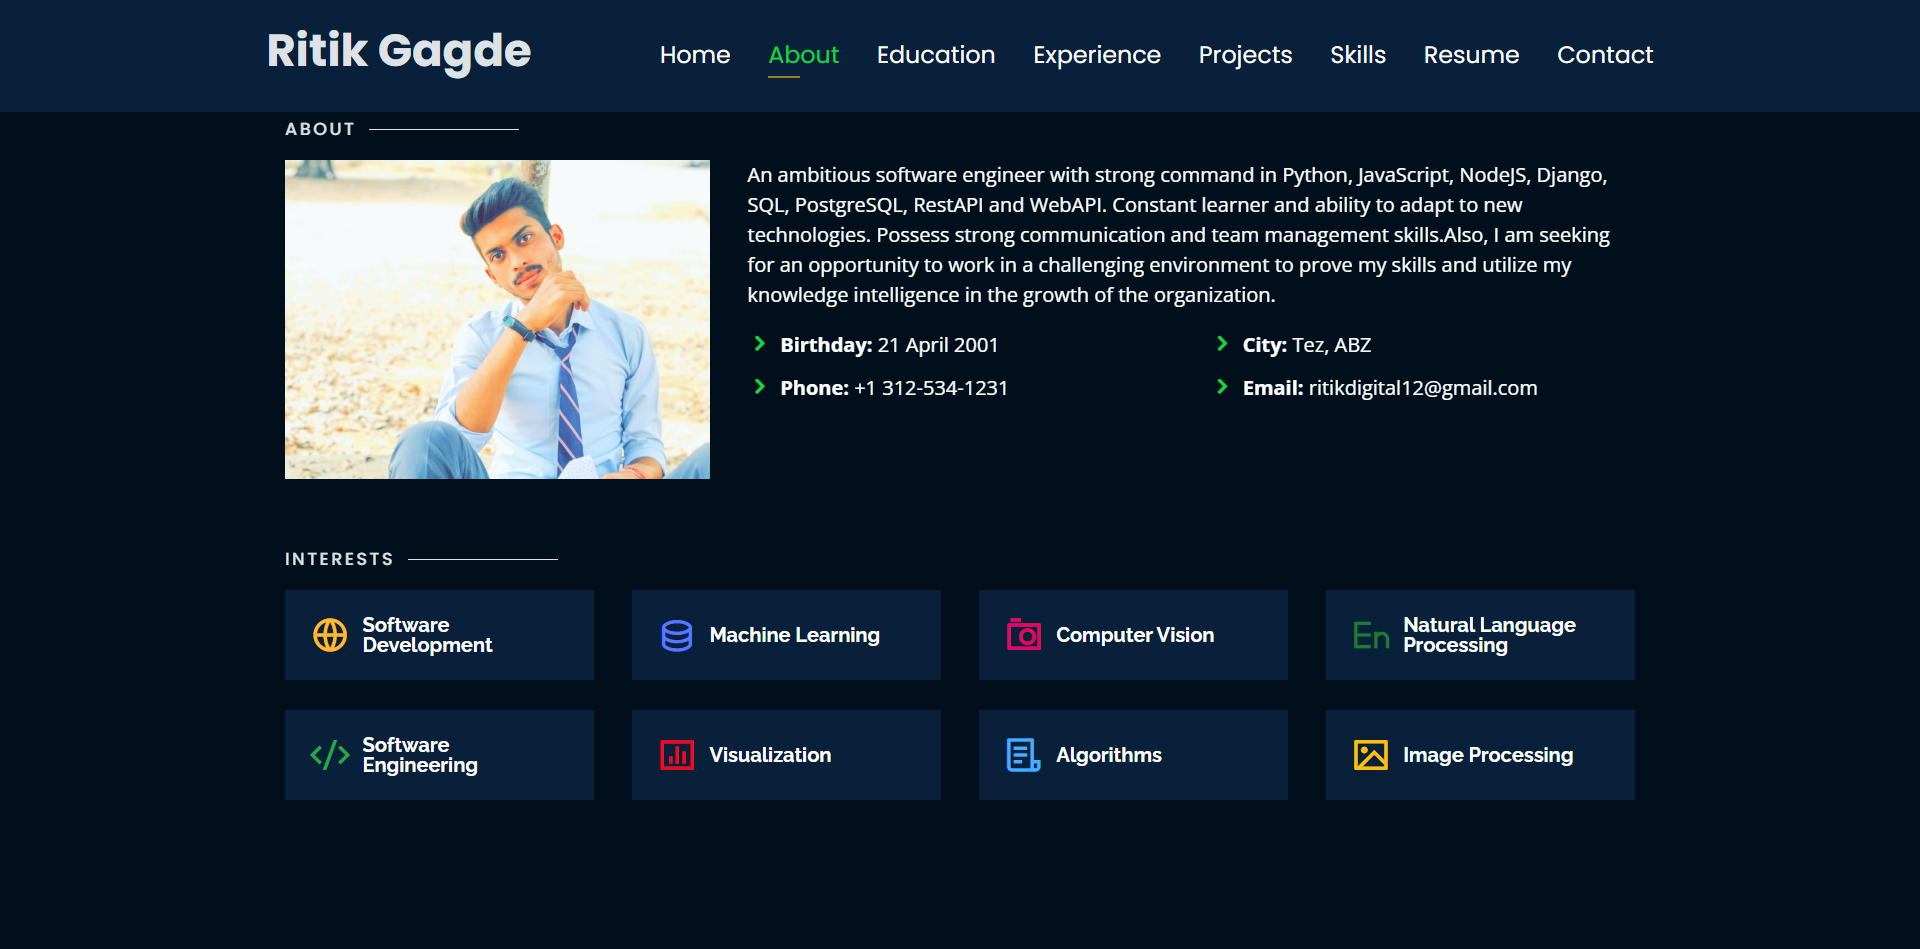 Ritik Gagde
Home About Education Experience Projects Skills Resume Contact
ABOUT
An ambitious software engineer with strong command in Python, JavaScript, NodeJS, Django,
SQL, PostgreSQL, RestAPI and WebAPI. Constant learner and ability to adapt to new
technologies. Possess strong communication and team management skills.Also, I am seeking
for an opportunity to work in a challenging environment to prove my skills and utilize my
knowledge intelligence in the growth of the organization.
Birthday: 21 April 2001
City: Tez, ABZ
Phone: +1 312-534-1231
Email: ritikdigital12@gmail.com
INTERESTS
Software
Development
Machine Learning
Computer Vision
En
Natural Language
Processing
</>
Software
Engineering
Visualization
Algorithms
Image Processing